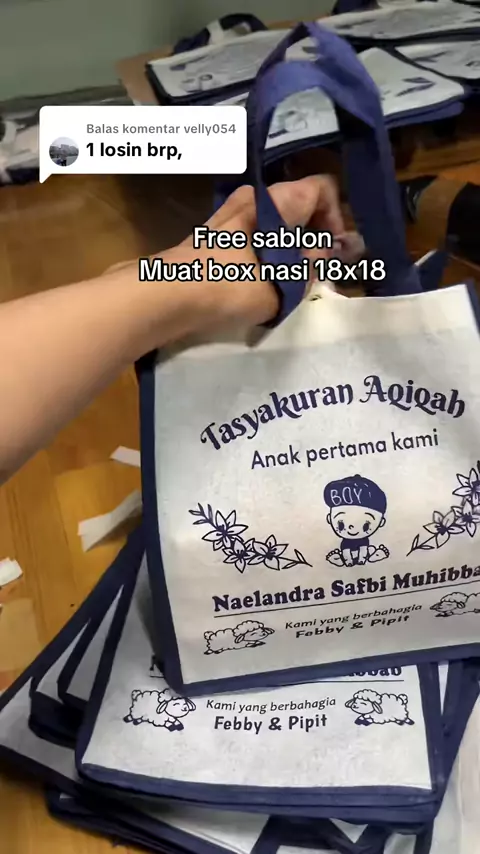 Balas komentar velly054
1 losin brp,
Free sablon
Muat box nasi 18x18
Tasyakuran Aqiqah
Anak pertama kami
BOY
Naelandra Safbi Muhibba
Kami yang berbahagia
Febby & Pipit
Kami yang berbahagia
Febby & Pipit